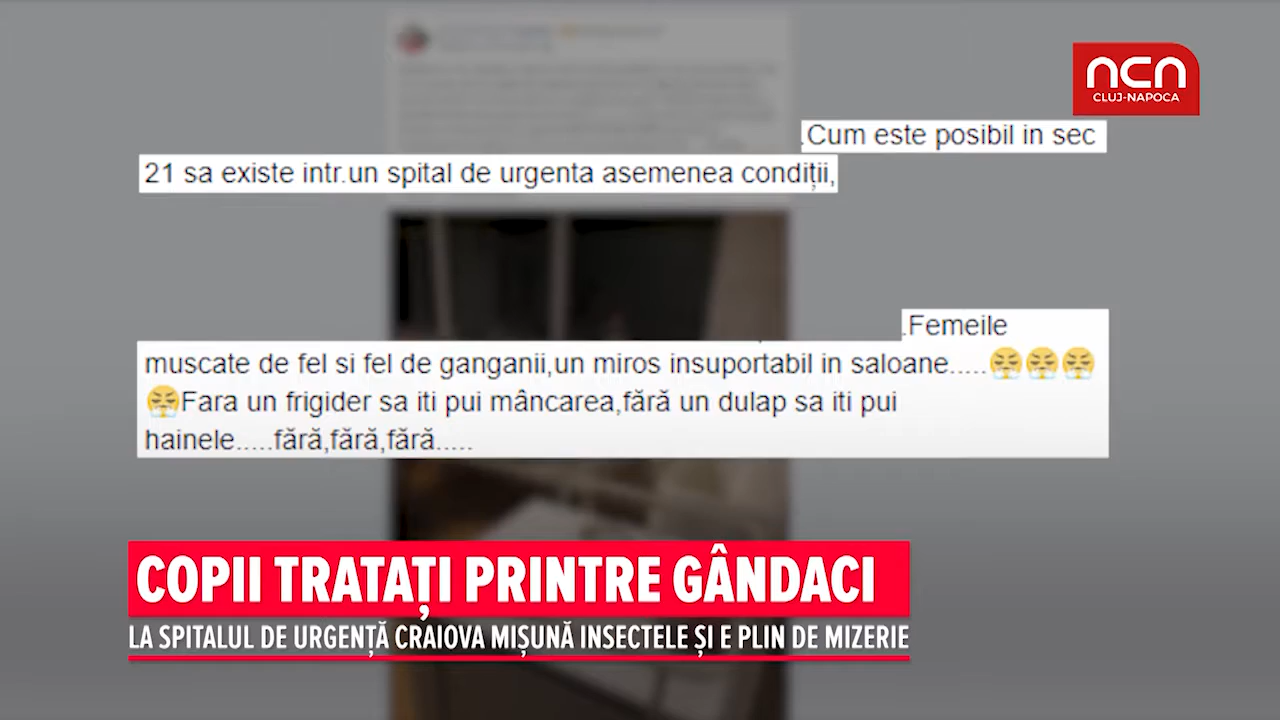 ncn
CLUJ-NAPOCA
.Cum este posibil in sec
21 sa existe intr.un spital de urgenta asemenea condiții,
.Femeile
muscate de fel si fel de ganganii,un miros insuportabil in saloane.....😤😤😤
😤Fara un frigider sa iti pui mâncarea,fără un dulap sa iti pui
hainele.....fără,fără,fără.....
COPII TRATAȚI PRINTRE GÂNDACI
LA SPITALUL DE URGENȚĂ CRAIOVA MIȘUNĂ INSECTELE ȘI E PLIN DE MIZERIE